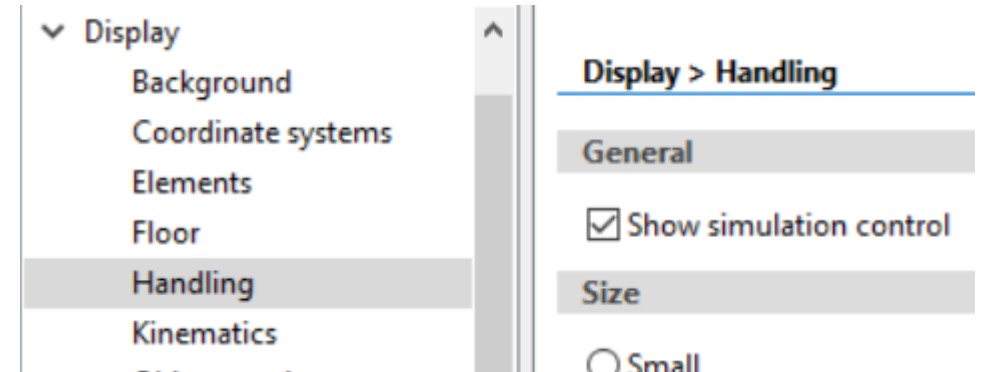 Display
Background
Coordinate systems
Elements
Floor
Handling
Kinematics
Display > Handling
General
Show simulation control
Size
Small